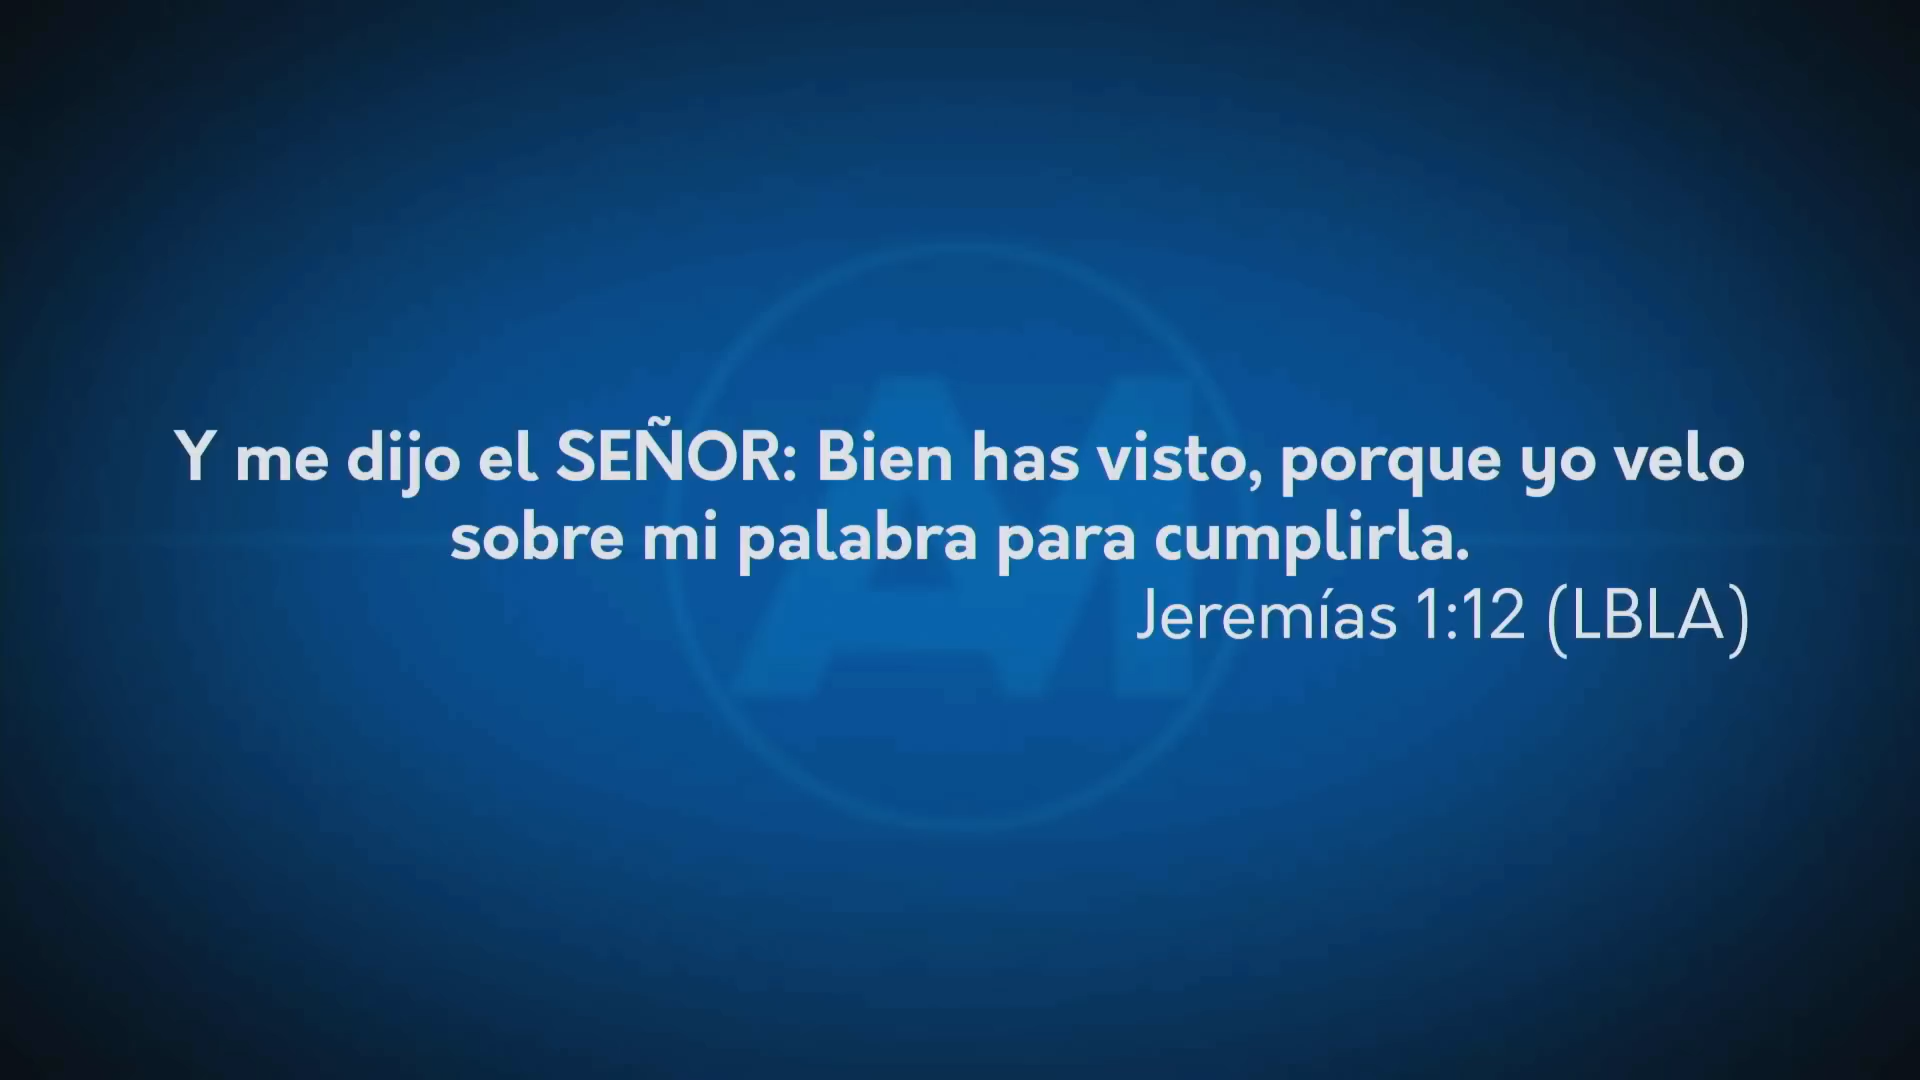 Y me dijo el SEÑOR: Bien has visto, porque yo velo
sobre mi palabra para cumplirla.
Jeremías 1:12 (LBLA)
AM